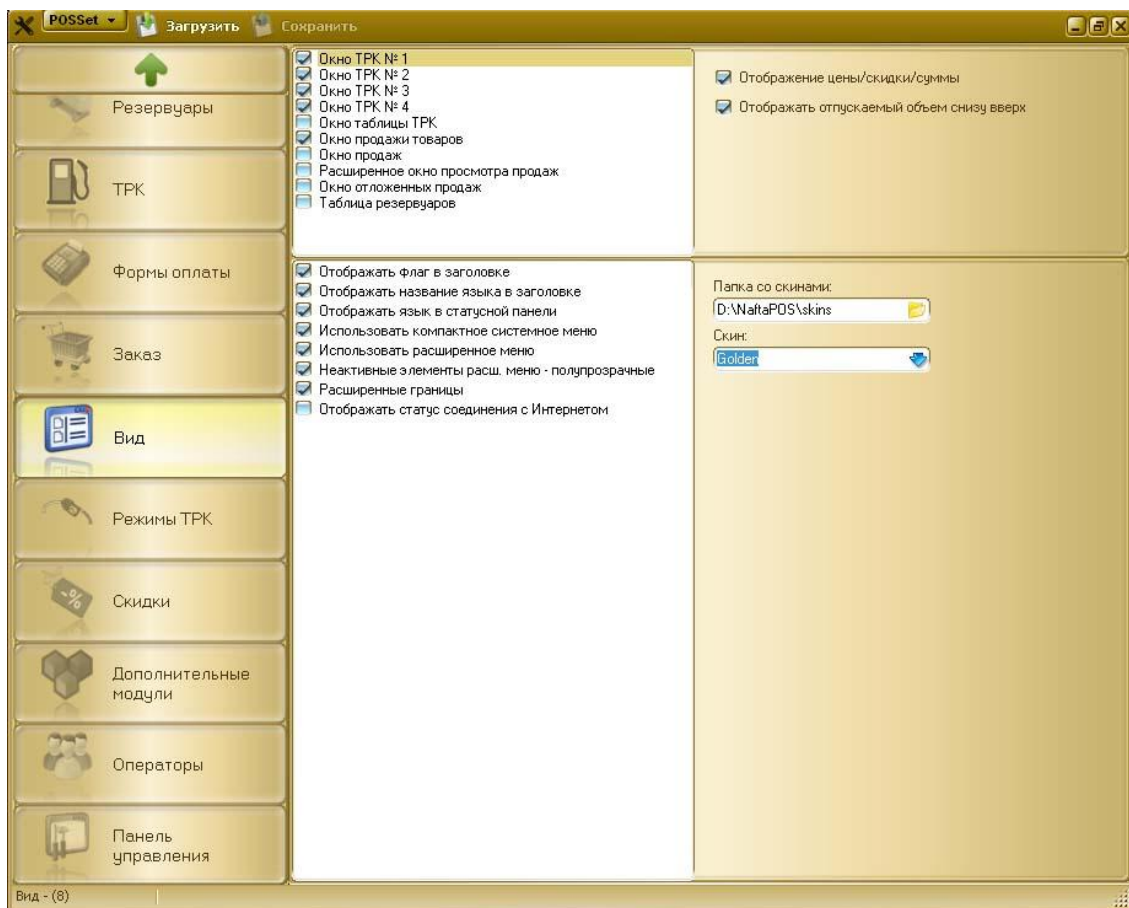 POSSet
Загрузить
Сохранить
Резервуары
ТРК
Формы оплаты
Заказ
Вид
Режимы ТРК
Скидки
Дополнительные
модули
Операторы
Панель
управления
Окно ТРК № 1
Окно ТРК № 2
Окно ТРК № 3
Окно ТРК № 4
Окно таблицы ТРК
Окно продажи товаров
Окно продаж
Расширенное окно просмотра продаж
Окно отложенных продаж
Таблица резервуаров
Отображение цены/скидки/суммы
Отображать отпускаемый объем снизу вверх
Отображать флаг в заголовке
Отображать название языка в заголовке
Отображать язык в статусной панели
Использовать компактное системное меню
Использовать расширенное меню
Неактивные элементы расш. меню - полупрозрачные
Расширенные границы
Отображать статус соединения с Интернетом
Папка со скинами:
D:\NaftaPOS\skins
Скин:
Golden
Вид - (8)